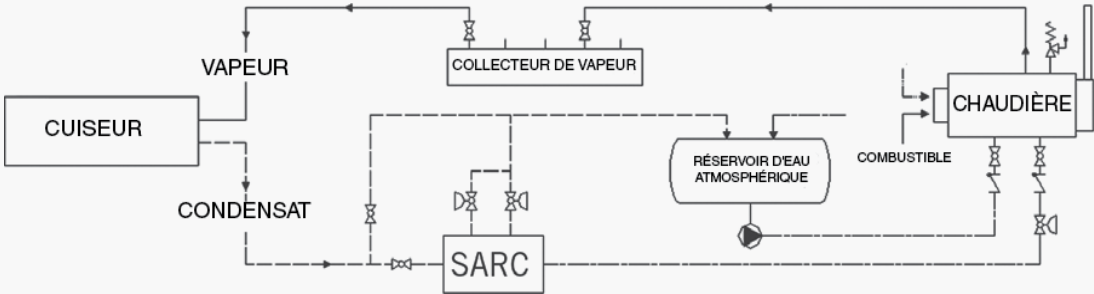 VAPEUR
COLLECTEUR DE VAPEUR
CHAUDIÈRE
CUISEUR
RÉSERVOIR D'EAU
ATMOSPHÉRIQUE
COMBUSTIBLE
CONDENSAT
SARC